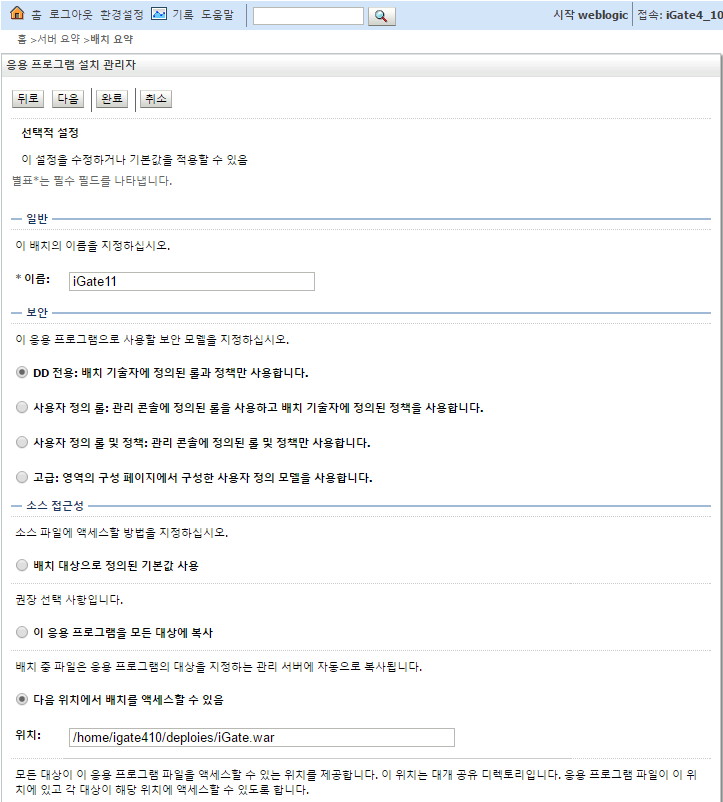 홈 로그아웃 환경설정 기록 도움말 시작 weblogic 접속: iGate4_10
홈 >서버 요약 >배치 요약
응용 프로그램 설치 관리자
뒤로 다음 완료 취소
선택적 설정
이 설정을 수정하거나 기본값을 적용할 수 있음
별표*는 필수 필드를 나타냅니다.
일반
이 배치의 이름을 지정하십시오.
* 이름: iGate11
보안
이 응용 프로그램으로 사용할 보안 모델을 지정하십시오.
DD 전용: 배치 기술자에 정의된 롤과 정책만 사용합니다.
사용자 정의 롤: 관리 콘솔에 정의된 롤을 사용하고 배치 기술자에 정의된 정책을 사용합니다.
사용자 정의 롤 및 정책: 관리 콘솔에 정의된 롤 및 정책만 사용합니다.
고급: 영역의 구성 페이지에서 구성한 사용자 정의 모델을 사용합니다.
소스 접근성
소스 파일에 액세스할 방법을 지정하십시오.
배치 대상으로 정의된 기본값 사용
권장 선택 사항입니다.
이 응용 프로그램을 모든 대상에 복사
배치 중 파일은 응용 프로그램의 대상을 지정하는 관리 서버에 자동으로 복사됩니다.
다음 위치에서 배치를 액세스할 수 있음
위치: /home/igate410/deploies/iGate.war
모든 대상이 이 응용 프로그램 파일을 액세스할 수 있는 위치를 제공합니다. 이 위치는 대개 공유 디렉토리입니다. 응용 프로그램 파일이 이 위
치에 있고 각 대상이 해당 위치에 액세스할 수 있도록 합니다.